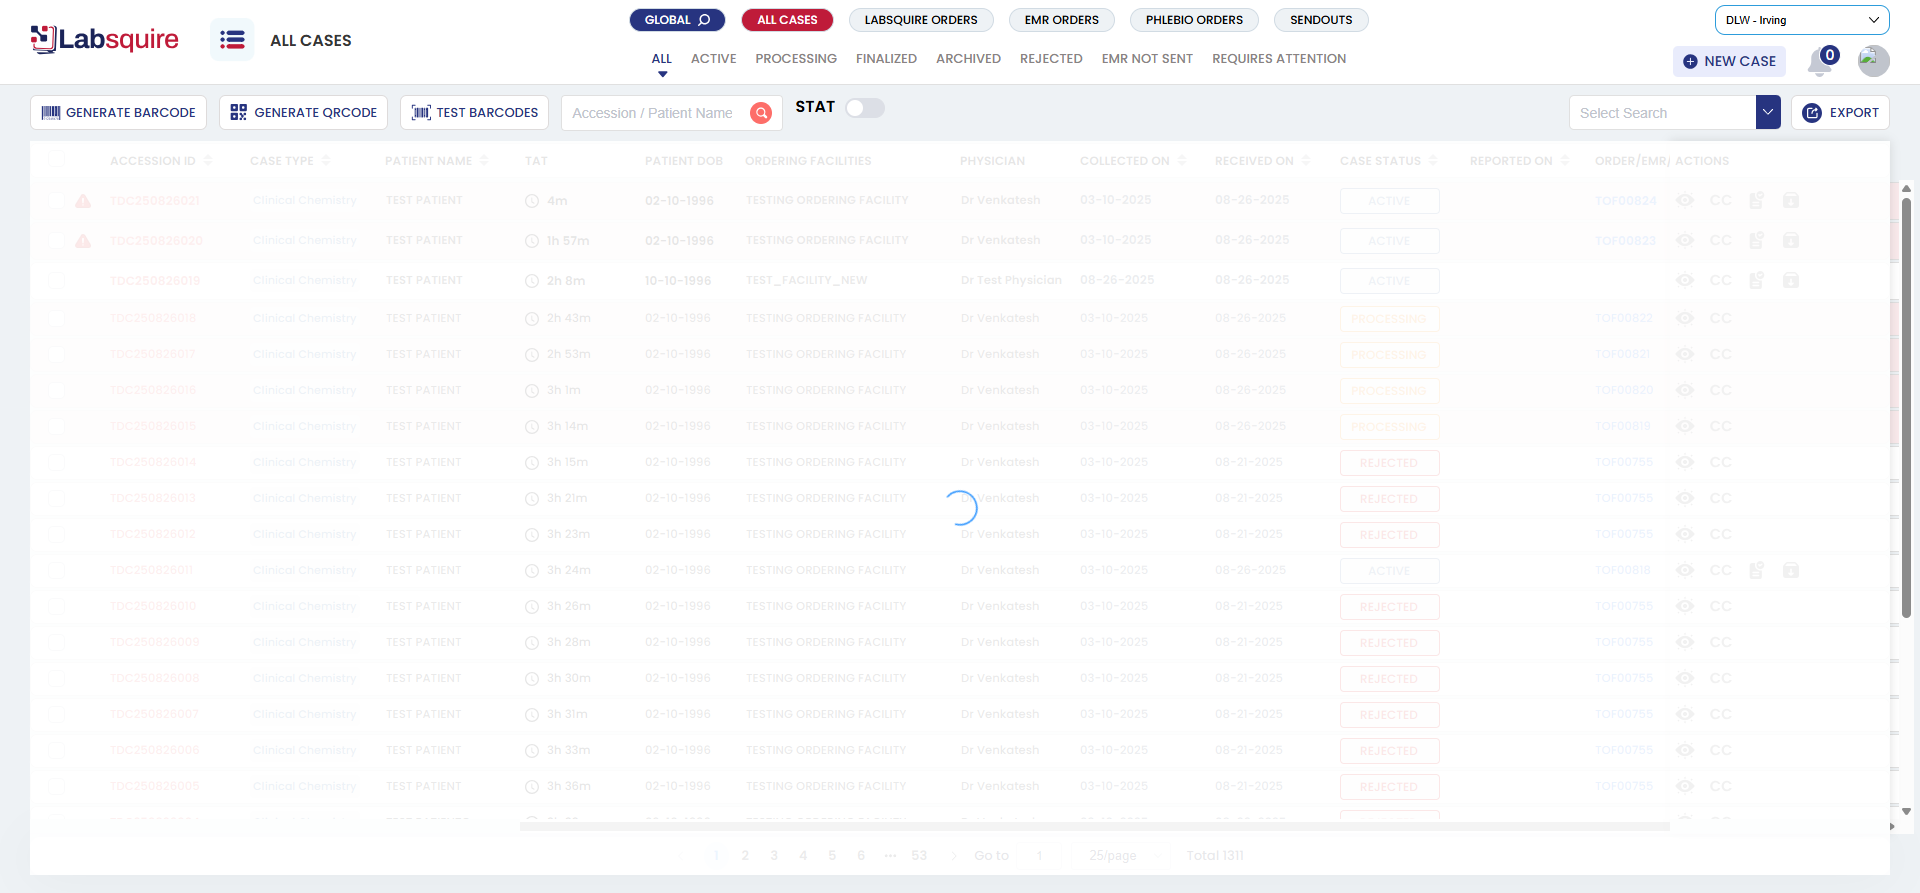 Labsquire
ALL CASES
GLOBAL ALL CASES LABSQUIRE ORDERS EMR ORDERS PHLEBIO ORDERS SENDOUTS
ALL ACTIVE PROCESSING FINALIZED ARCHIVED REJECTED EMR NOT SENT REQUIRES ATTENTION
DLW - Irving
NEW CASE 0
GENERATE BARCODE GENERATE QRCODE TEST BARCODES Accession / Patient Name STAT Select Search EXPORT
ACCESSION ID CASE TYPE PATIENT NAME TAT PATIENT DOB ORDERING FACILITIES PHYSICIAN COLLECTED ON RECEIVED ON CASE STATUS REPORTED ON ORDER/EMR/ ACTIONS
TDC250826021 Clinical Chemistry TEST PATIENT 4m 02-10-1996 TESTING ORDERING FACILITY Dr Venkatesh 03-10-2025 08-26-2025 ACTIVE TOF00824 CC
TDC250826020 Clinical Chemistry TEST PATIENT 1h 57m 02-10-1996 TESTING ORDERING FACILITY Dr Venkatesh 03-10-2025 08-26-2025 ACTIVE TOF00823 CC
TDC250826019 Clinical Chemistry TEST PATIENT 2h 8m 10-10-1996 TEST_FACILITY_NEW Dr Test Physician 08-26-2025 08-26-2025 ACTIVE CC
TDC250826018 Clinical Chemistry TEST PATIENT 2h 43m 02-10-1996 TESTING ORDERING FACILITY Dr Venkatesh 03-10-2025 08-26-2025 PROCESSING TOF00822 CC
TDC250826017 Clinical Chemistry TEST PATIENT 2h 53m 02-10-1996 TESTING ORDERING FACILITY Dr Venkatesh 03-10-2025 08-26-2025 PROCESSING TOF00821 CC
TDC250826016 Clinical Chemistry TEST PATIENT 3h 1m 02-10-1996 TESTING ORDERING FACILITY Dr Venkatesh 03-10-2025 08-26-2025 PROCESSING TOF00820 CC
TDC250826015 Clinical Chemistry TEST PATIENT 3h 14m 02-10-1996 TESTING ORDERING FACILITY Dr Venkatesh 03-10-2025 08-26-2025 PROCESSING TOF00819 CC
TDC250826014 Clinical Chemistry TEST PATIENT 3h 15m 02-10-1996 TESTING ORDERING FACILITY Dr Venkatesh 03-10-2025 08-21-2025 REJECTED TOF00755 CC
TDC250826013 Clinical Chemistry TEST PATIENT 3h 21m 02-10-1996 TESTING ORDERING FACILITY Dr Venkatesh 03-10-2025 08-21-2025 REJECTED TOF00755 CC
TDC250826012 Clinical Chemistry TEST PATIENT 3h 23m 02-10-1996 TESTING ORDERING FACILITY Dr Venkatesh 03-10-2025 08-21-2025 REJECTED TOF00755 CC
TDC250826011 Clinical Chemistry TEST PATIENT 3h 24m 02-10-1996 TESTING ORDERING FACILITY Dr Venkatesh 03-10-2025 08-26-2025 ACTIVE TOF00818 CC
TDC250826010 Clinical Chemistry TEST PATIENT 3h 26m 02-10-1996 TESTING ORDERING FACILITY Dr Venkatesh 03-10-2025 08-21-2025 REJECTED TOF00755 CC
TDC250826009 Clinical Chemistry TEST PATIENT 3h 28m 02-10-1996 TESTING ORDERING FACILITY Dr Venkatesh 03-10-2025 08-21-2025 REJECTED TOF00755 CC
TDC250826008 Clinical Chemistry TEST PATIENT 3h 30m 02-10-1996 TESTING ORDERING FACILITY Dr Venkatesh 03-10-2025 08-21-2025 REJECTED TOF00755 CC
TDC250826007 Clinical Chemistry TEST PATIENT 3h 31m 02-10-1996 TESTING ORDERING FACILITY Dr Venkatesh 03-10-2025 08-21-2025 REJECTED TOF00755 CC
TDC250826006 Clinical Chemistry TEST PATIENT 3h 33m 02-10-1996 TESTING ORDERING FACILITY Dr Venkatesh 03-10-2025 08-21-2025 REJECTED TOF00755 CC
TDC250826005 Clinical Chemistry TEST PATIENT 3h 36m 02-10-1996 TESTING ORDERING FACILITY Dr Venkatesh 03-10-2025 08-21-2025 REJECTED TOF00755 CC
1 2 3 4 5 6 ••• 53 Go to 1 25/page Total 1311